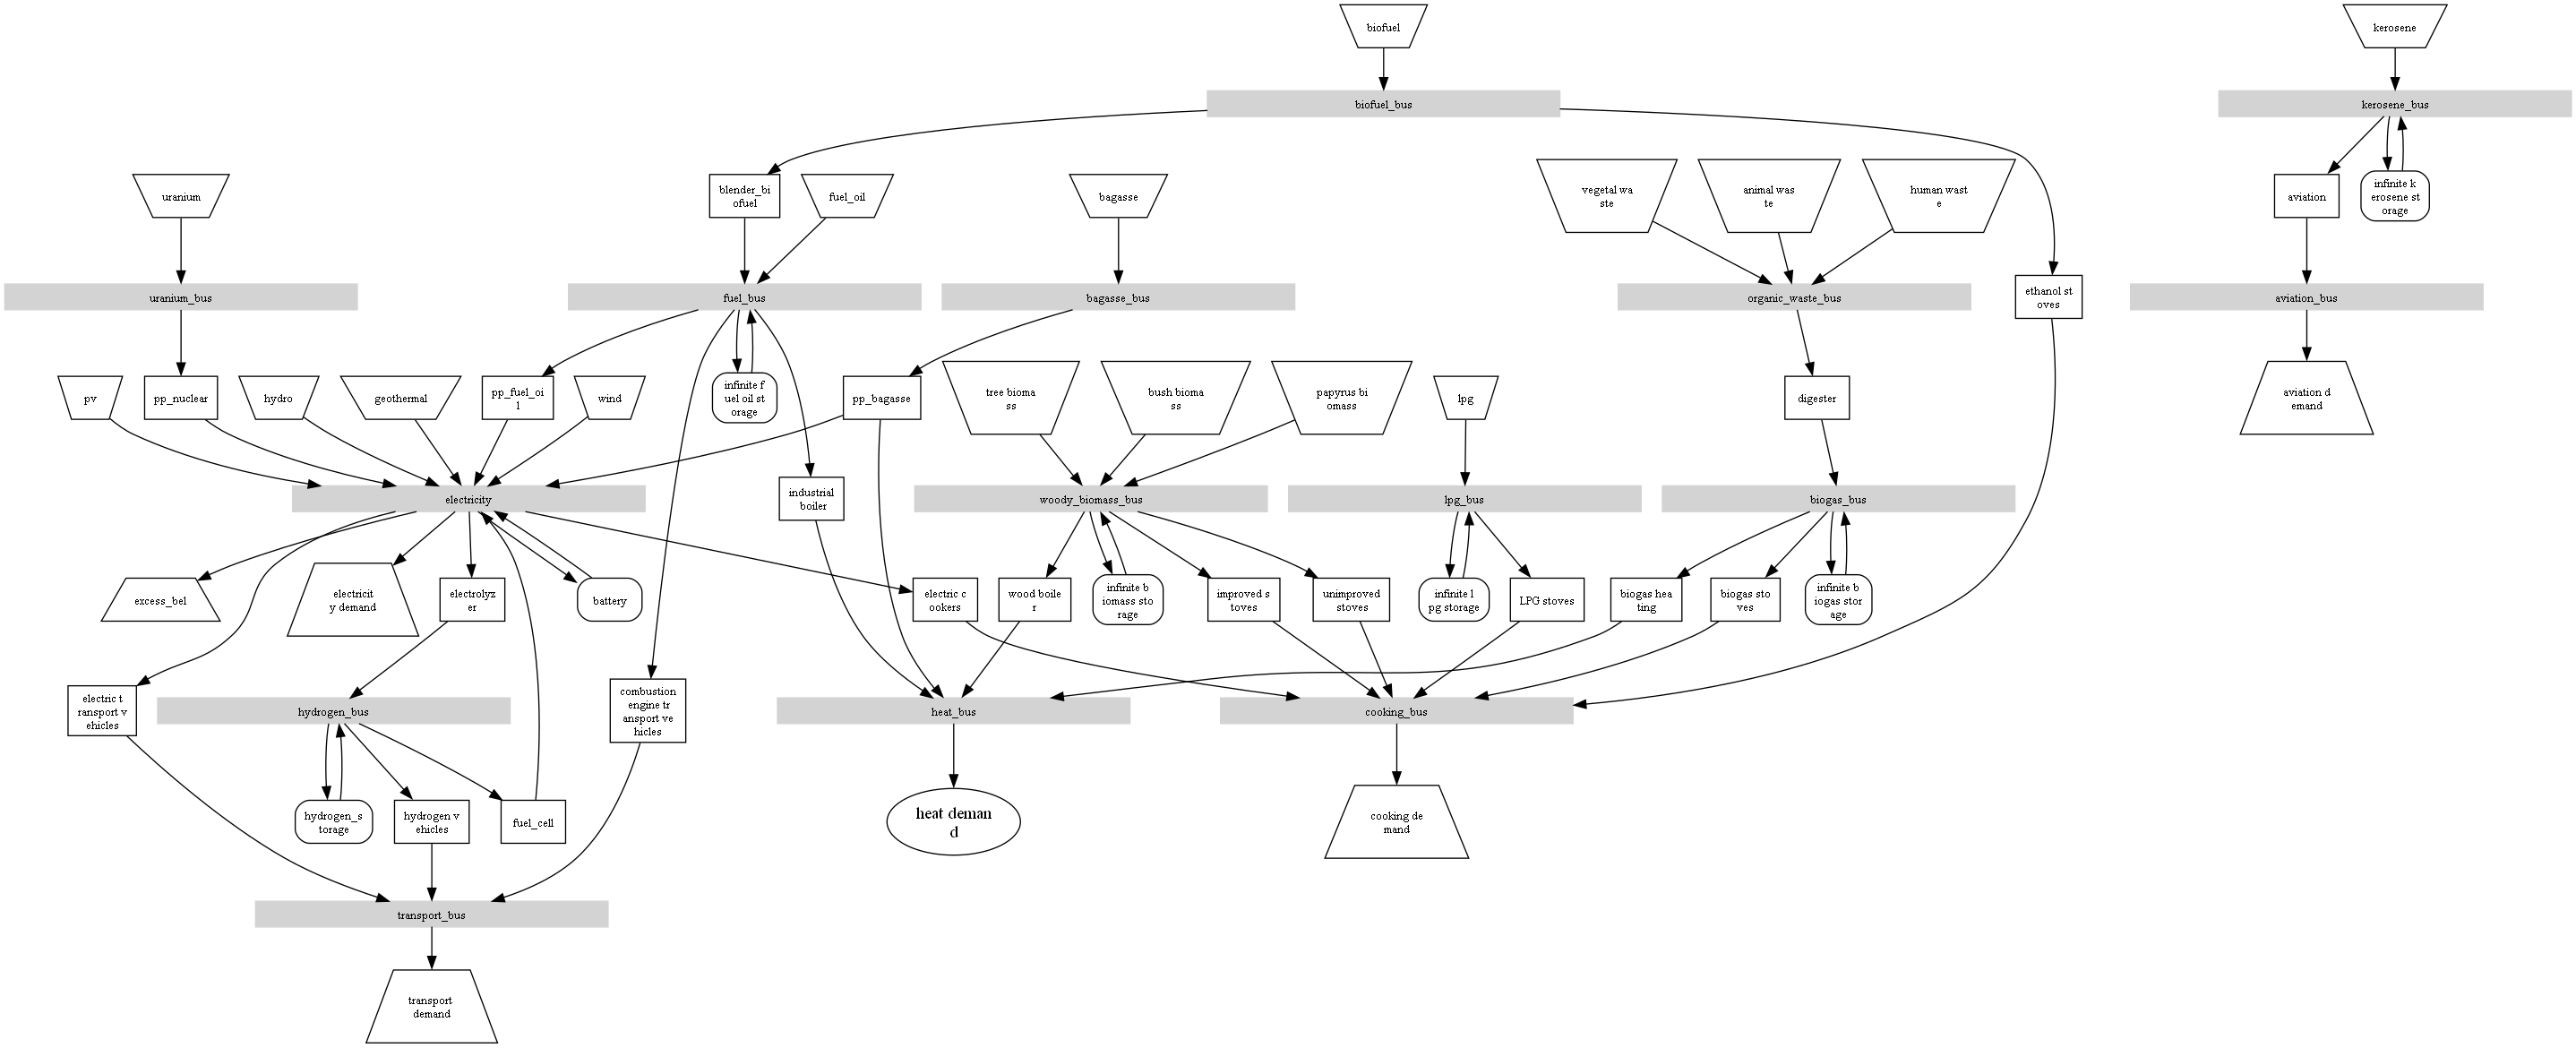 biofuel
kerosene
biofuel_bus
kerosene_bus
uranium
blender_bi
ofuel
fuel_oil
bagasse
vegetal wa
ste
animal was
te
human wast
e
aviation
infinite k
erosene st
orage
uranium_bus
fuel_bus
bagasse_bus
organic_waste_bus
ethanol st
oves
aviation_bus
pv
pp_nuclear
hydro
geothermal
pp_fuel_oi
l
wind
infinite f
uel oil st
orage
pp_bagasse
tree bioma
ss
bush bioma
ss
papyrus bi
omass
lpg
digester
aviation d
emand
electricity
industrial
boiler
woody_biomass_bus
lpg_bus
biogas_bus
excess_bel
electricit
y demand
electrolyz
er
battery
electric c
ookers
wood boile
r
infinite b
iomass sto
rage
improved s
toves
unimproved
stoves
infinite l
pg storage
LPG stoves
biogas hea
ting
biogas sto
ves
infinite b
iogas stor
age
electric t
ransport v
ehicles
hydrogen_bus
combustion
engine tr
ansport ve
hicles
heat_bus
cooking_bus
hydrogen_s
torage
hydrogen v
ehicles
fuel_cell
heat deman
d
cooking de
mand
transport_bus
transport
demand